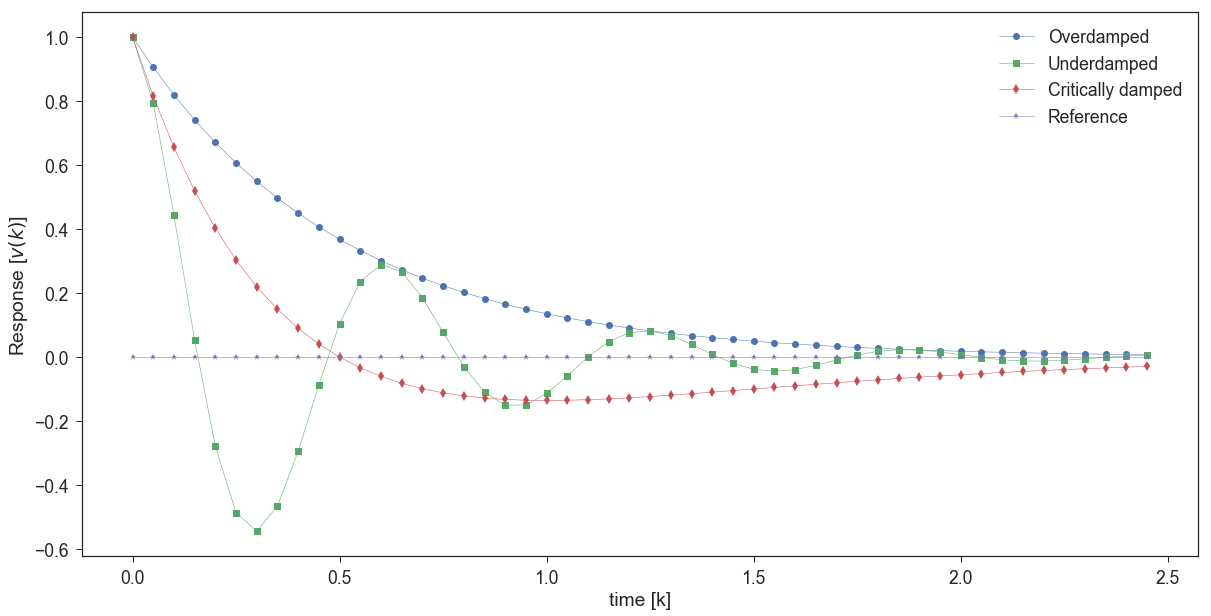 1.0
0.8
0.6
0.4
0.2
0.0
−0.2
−0.4
−0.6
Response [v(k)]
0.0 0.5 1.0 1.5 2.0 2.5
time [k]
Overdamped
Underdamped
Critically damped
Reference